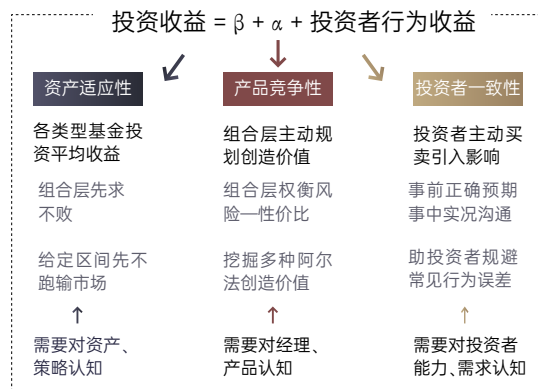 投资收益 = β + α + 投资者行为收益
资产适应性
各类型基金投
资平均收益
组合层先求
不败
给定区间先不
跑输市场
需要对资产、
策略认知
产品竞争性
组合层主动规
划创造价值
组合层权衡风
险—性价比
挖掘多种阿尔
法创造价值
需要对经理、
产品认知
投资者一致性
投资者主动买
卖引入影响
事前正确预期
事中实况沟通
助投资者规避
常见行为误差
需要对投资者
能力、需求认知